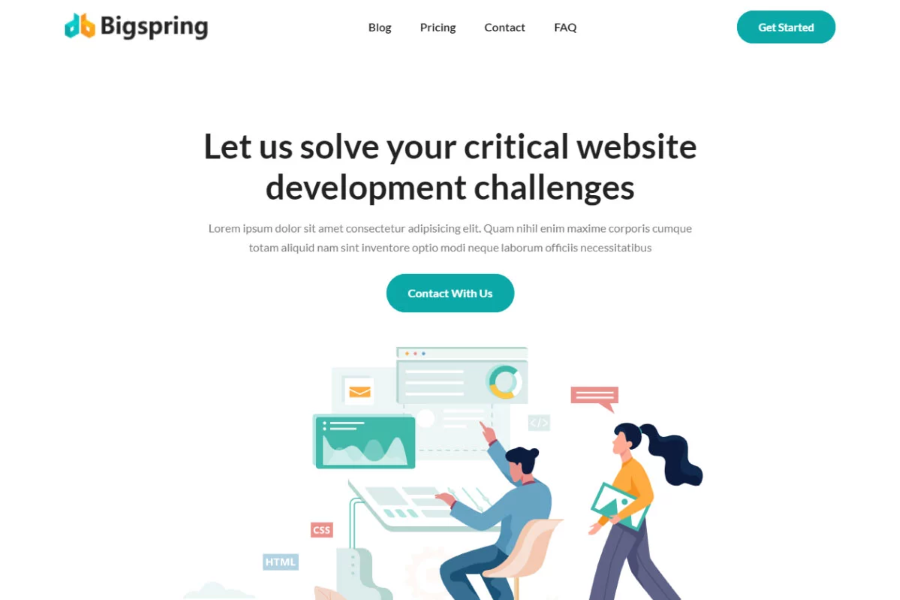 Bigspring
Blog
Pricing
Contact
FAQ
Get Started
Let us solve your critical website
development challenges
Lorem ipsum dolor sit amet consectetur adipisicing elit. Quam nihil enim maxime corporis cumque
totam aliquid nam sint inventore optio modi neque laborum officiis necessitatibus
Contact With Us
</>
CSS
HTML